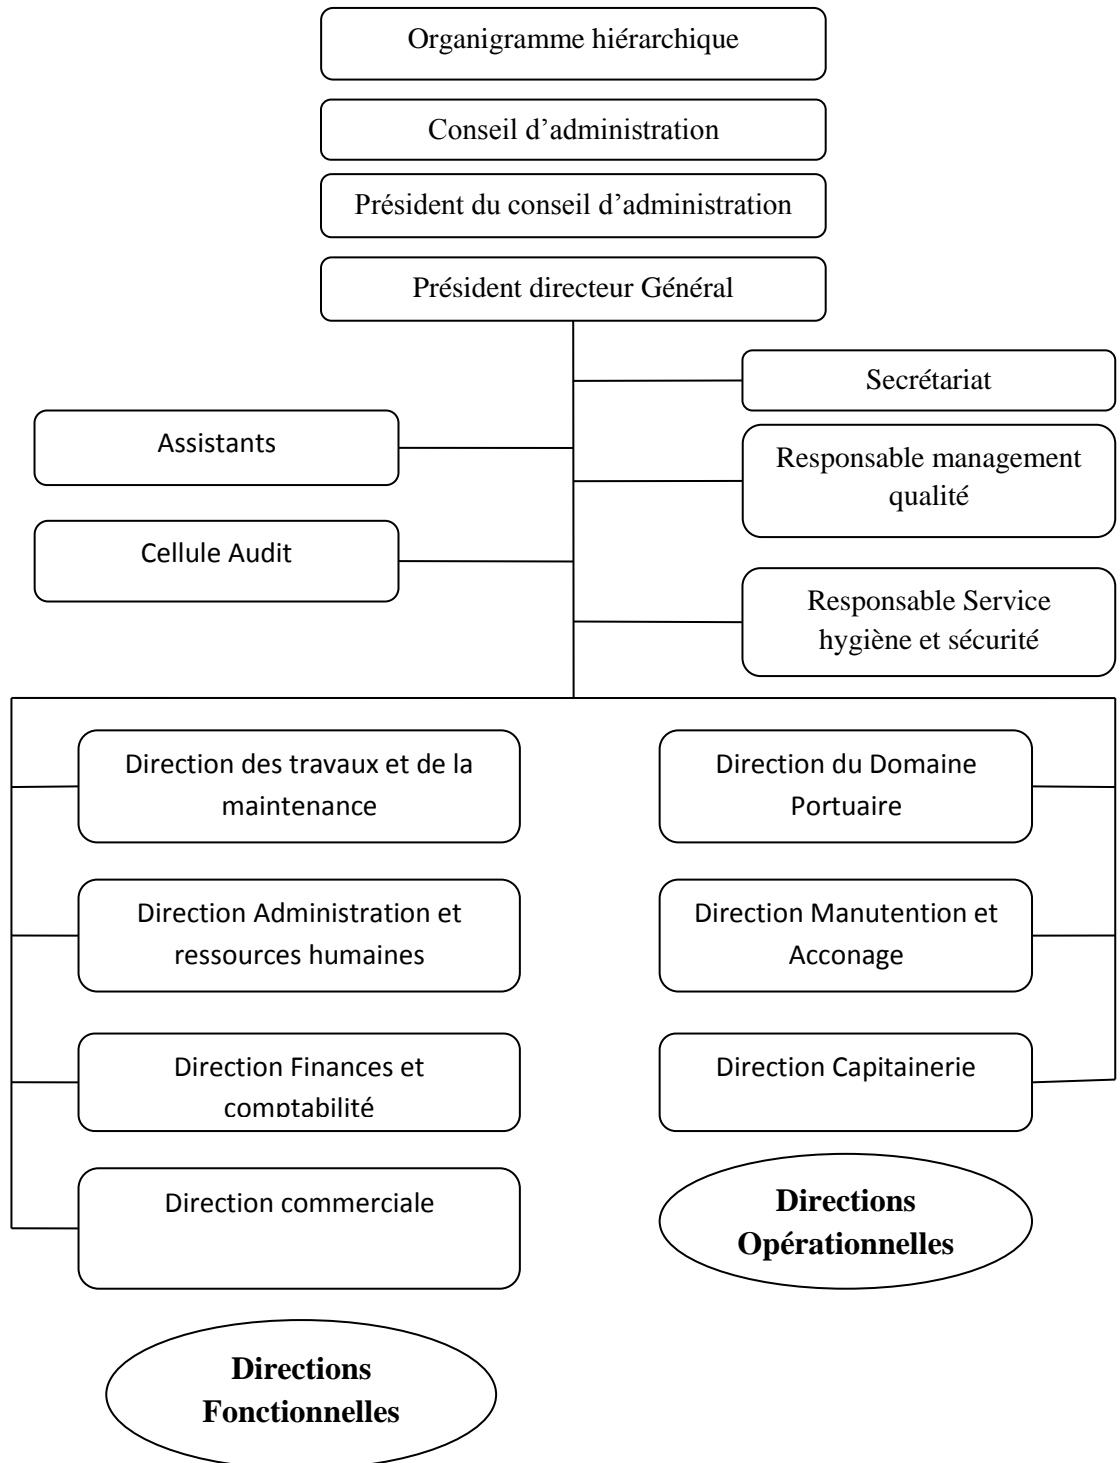 Organigramme hiérarchique
Conseil d'administration
Président du conseil d'administration
Président directeur Général
Secrétariat
Assistants
Responsable management
qualité
Cellule Audit
Responsable Service
hygiène et sécurité
Direction des travaux et de la
maintenance
Direction du Domaine
Portuaire
Direction Administration et
ressources humaines
Direction Manutention et
Acconage
Direction Finances et
comptabilité
Direction Capitainerie
Direction commerciale
Directions
Opérationnelles
Directions
Fonctionnelles